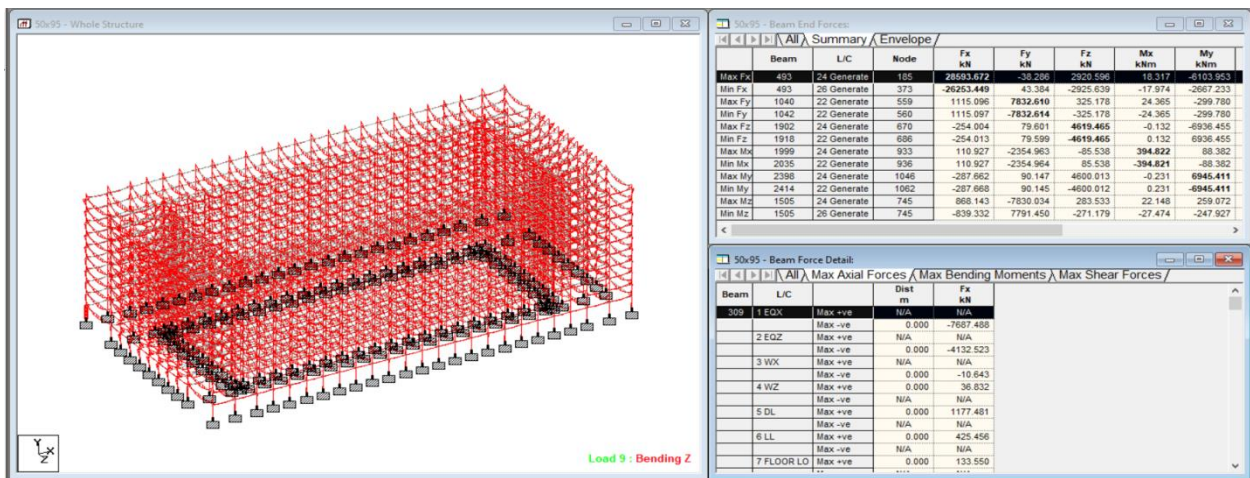 50x95 - Whole Structure
Y
X
Z
Load 9 : Bending Z
50x95 - Beam End Forces:
All Summary Envelope
Beam L/C Node Fx kN Fy kN Fz kN Mx kNm My kNm
Max Fx 493 24 Generate 185 28593.672 -38.286 2920.596 18.317 -6103.953
Min Fx 493 26 Generate 373 -26253.449 43.384 -2925.639 -17.974 -2667.233
Max Fy 1040 22 Generate 559 1115.096 7832.610 325.178 24.365 -299.780
Min Fy 1042 22 Generate 560 1115.097 -7832.614 -325.178 -24.365 -299.780
Max Fz 1902 24 Generate 670 -254.004 79.601 4619.465 -0.132 -6936.455
Min Fz 1918 22 Generate 686 -254.013 79.599 -4619.465 0.132 6936.455
Max Mx 1999 24 Generate 933 110.927 -2354.963 -85.538 394.822 88.382
Min Mx 2035 22 Generate 936 110.927 -2354.964 85.538 -394.821 -88.382
Max My 2398 24 Generate 1046 -287.662 90.147 4600.013 -0.231 6945.411
Min My 2414 22 Generate 1062 -287.668 90.145 -4600.012 0.231 -6945.411
Max Mz 1505 24 Generate 745 868.143 -7830.034 283.533 22.148 259.072
Min Mz 1505 26 Generate 745 -839.332 7791.450 -271.179 -27.474 -247.927
50x95 - Beam Force Detail:
All Max Axial Forces Max Bending Moments Max Shear Forces
Beam L/C Dist m Fx kN
309 1 EQX Max +ve N/A N/A
Max -ve 0.000 -7687.488
2 EQZ Max +ve N/A N/A
Max -ve 0.000 -4132.523
3 WX Max +ve N/A N/A
Max -ve 0.000 -10.643
4 WZ Max +ve 0.000 36.832
Max -ve N/A N/A
5 DL Max +ve 0.000 1177.481
Max -ve N/A N/A
6 LL Max +ve 0.000 425.456
Max -ve N/A N/A
7 FLOOR LO Max +ve 0.000 133.550